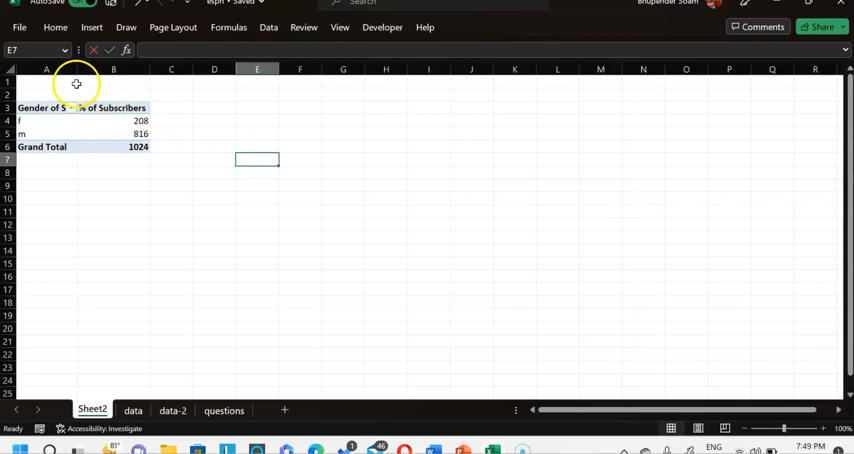 AutoSave On espn • Saved Search Bhupender Soam
File Home Insert Draw Page Layout Formulas Data Review View Developer Help Comments Share
E7 fx
A B C D E F G H I J K L M N O P Q R
1
2
3 Gender of S % of Subscribers
4 f 208
5 m 816
6 Grand Total 1024
7
8
9
10
11
12
13
14
15
16
17
18
19
20
21
22
23
24
25
Sheet2 data data-2 questions
Ready Accessibility: Investigate 100%
81° 1 46 ENG 7:49 PM